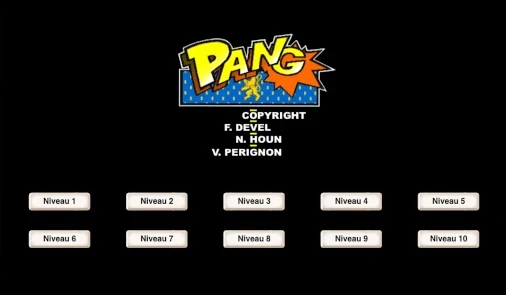 PANG
COPYRIGHT
F. DEVEL
N. HOUN
V. PERIGNON
Niveau 1
Niveau 2
Niveau 3
Niveau 4
Niveau 5
Niveau 6
Niveau 7
Niveau 8
Niveau 9
Niveau 10